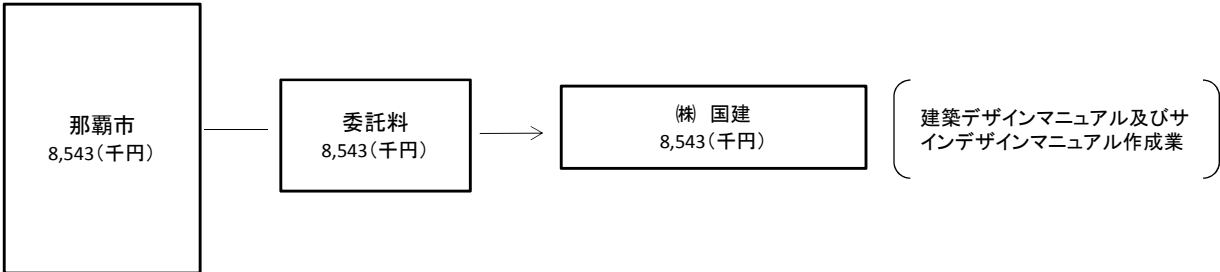 那覇市
8,543(千円)
委託料
8,543(千円)
㈱ 国建
8,543(千円)
建築デザインマニュアル及びサ
インデザインマニュアル作成業